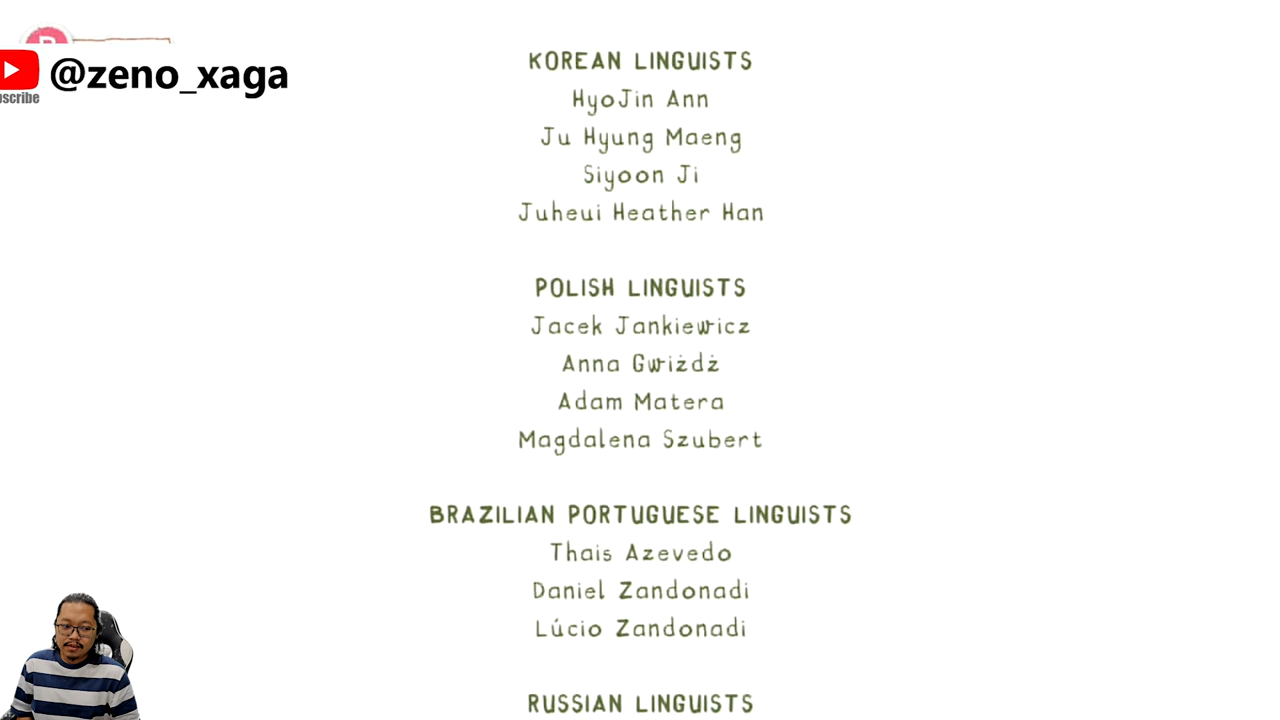 @zeno_xaga
KOREAN LINGUISTS
HyoJin Ann
Ju Hyung Maeng
Siyoon Ji
Juheui Heather Han
POLISH LINGUISTS
Jacek Jankiewicz
Anna Gwiżdż
Adam Matera
Magdalena Szubert
BRAZILIAN PORTUGUESE LINGUISTS
Thais Azevedo
Daniel Zandonadi
Lúcio Zandonadi
RUSSIAN LINGUISTS